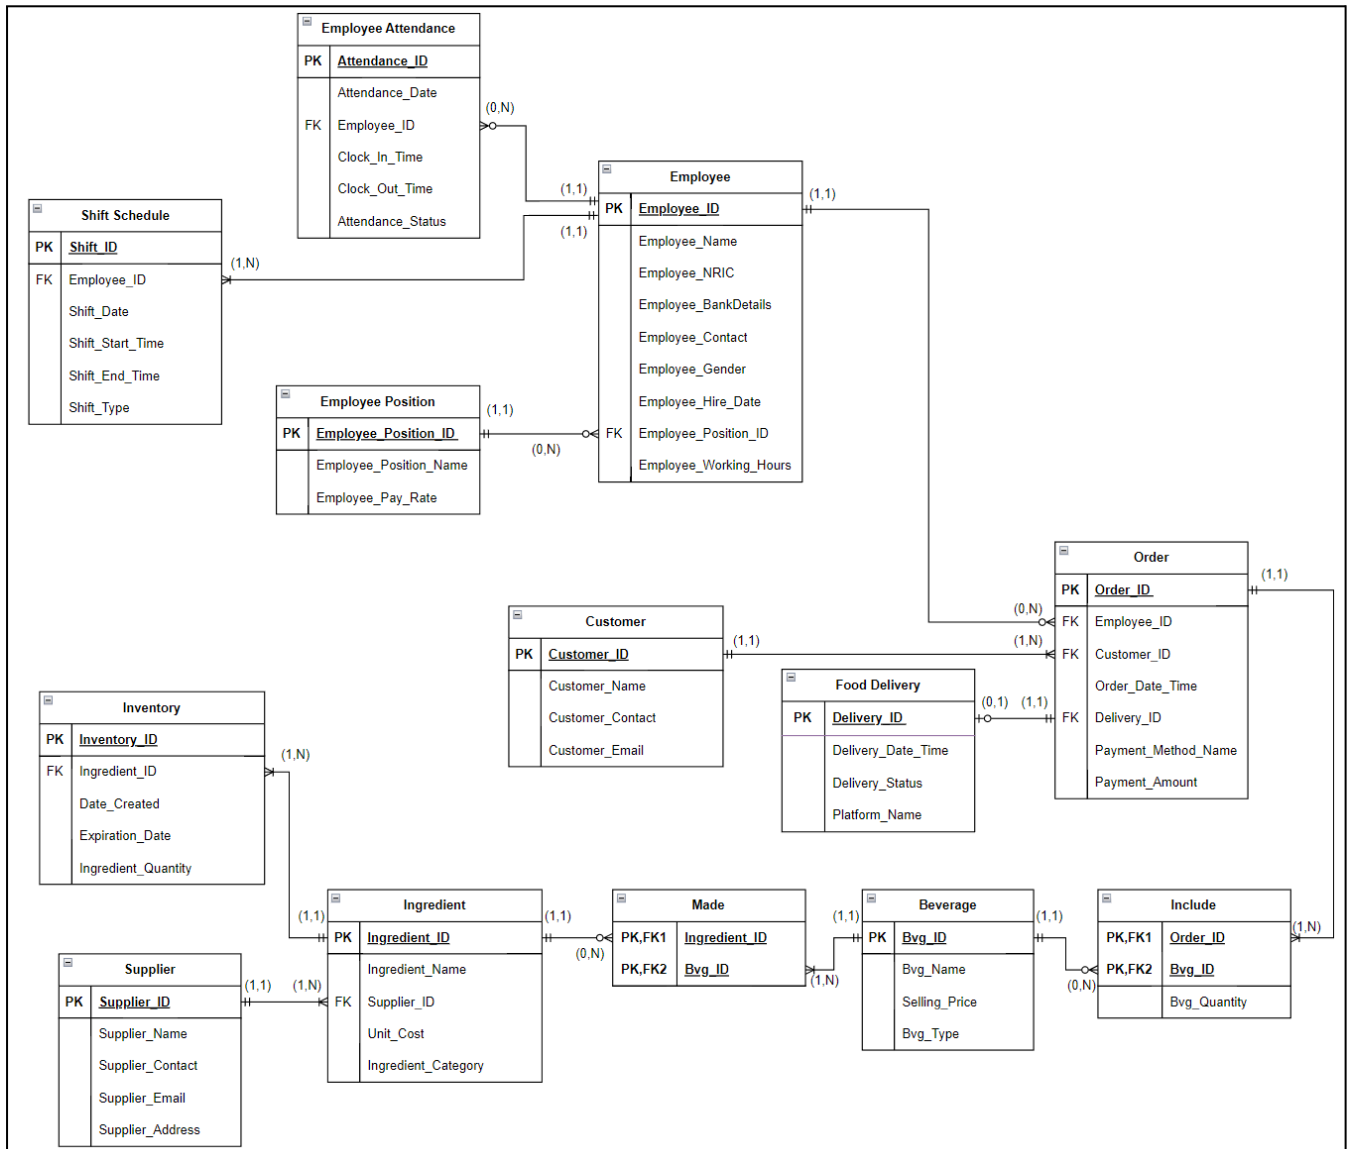 Employee Attendance
PK Attendance_ID
Attendance_Date
FK Employee_ID
Clock_In_Time
Clock_Out_Time
Attendance_Status
(0,N)
(1,1)
(1,1)
Employee
PK Employee_ID
Employee_Name
Employee_NRIC
Employee_BankDetails
Employee_Contact
Employee_Gender
Employee_Hire_Date
FK Employee_Position_ID
Employee_Working_Hours
(1,1)
Shift Schedule
PK Shift_ID
FK Employee_ID
Shift_Date
Shift_Start_Time
Shift_End_Time
Shift_Type
(1,N)
Employee Position
PK Employee_Position_ID
Employee_Position_Name
Employee_Pay_Rate
(1,1)
(0,N)
Order
PK Order_ID
FK Employee_ID
FK Customer_ID
Order_Date_Time
FK Delivery_ID
Payment_Method_Name
Payment_Amount
(1,1)
(0,N)
(1,N)
(1,1)
Customer
PK Customer_ID
Customer_Name
Customer_Contact
Customer_Email
(1,1)
Food Delivery
PK Delivery_ID
Delivery_Date_Time
Delivery_Status
Platform_Name
(0,1)
Inventory
PK Inventory_ID
FK Ingredient_ID
Date_Created
Expiration_Date
Ingredient_Quantity
(1,N)
(1,1)
Ingredient
PK Ingredient_ID
Ingredient_Name
FK Supplier_ID
Unit_Cost
Ingredient_Category
(1,1)
(0,N)
Made
PK,FK1 Ingredient_ID
PK,FK2 Bvg_ID
(1,N)
(1,1)
Beverage
PK Bvg_ID
Bvg_Name
Selling_Price
Bvg_Type
(1,1)
(0,N)
Include
PK,FK1 Order_ID
PK,FK2 Bvg_ID
Bvg_Quantity
(1,N)
Supplier
PK Supplier_ID
Supplier_Name
Supplier_Contact
Supplier_Email
Supplier_Address
(1,1)
(1,N)